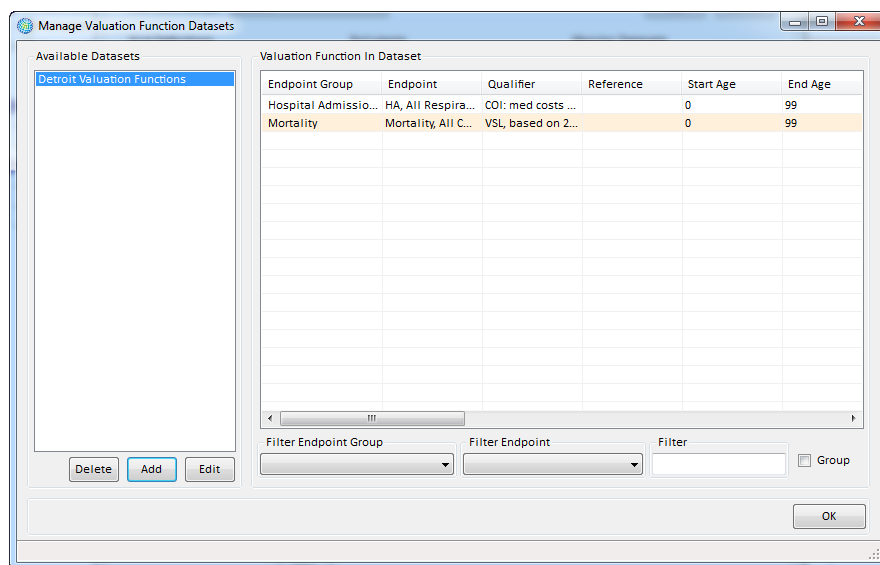 Manage Valuation Function Datasets
Available Datasets
Detroit Valuation Functions
Delete Add Edit
Valuation Function In Dataset
Endpoint Group Endpoint Qualifier Reference Start Age End Age
Hospital Admissio... HA, All Respira... COI: med costs ... 0 99
Mortality Mortality, All C... VSL, based on 2... 0 99
Filter Endpoint Group Filter Endpoint Filter
Group
OK